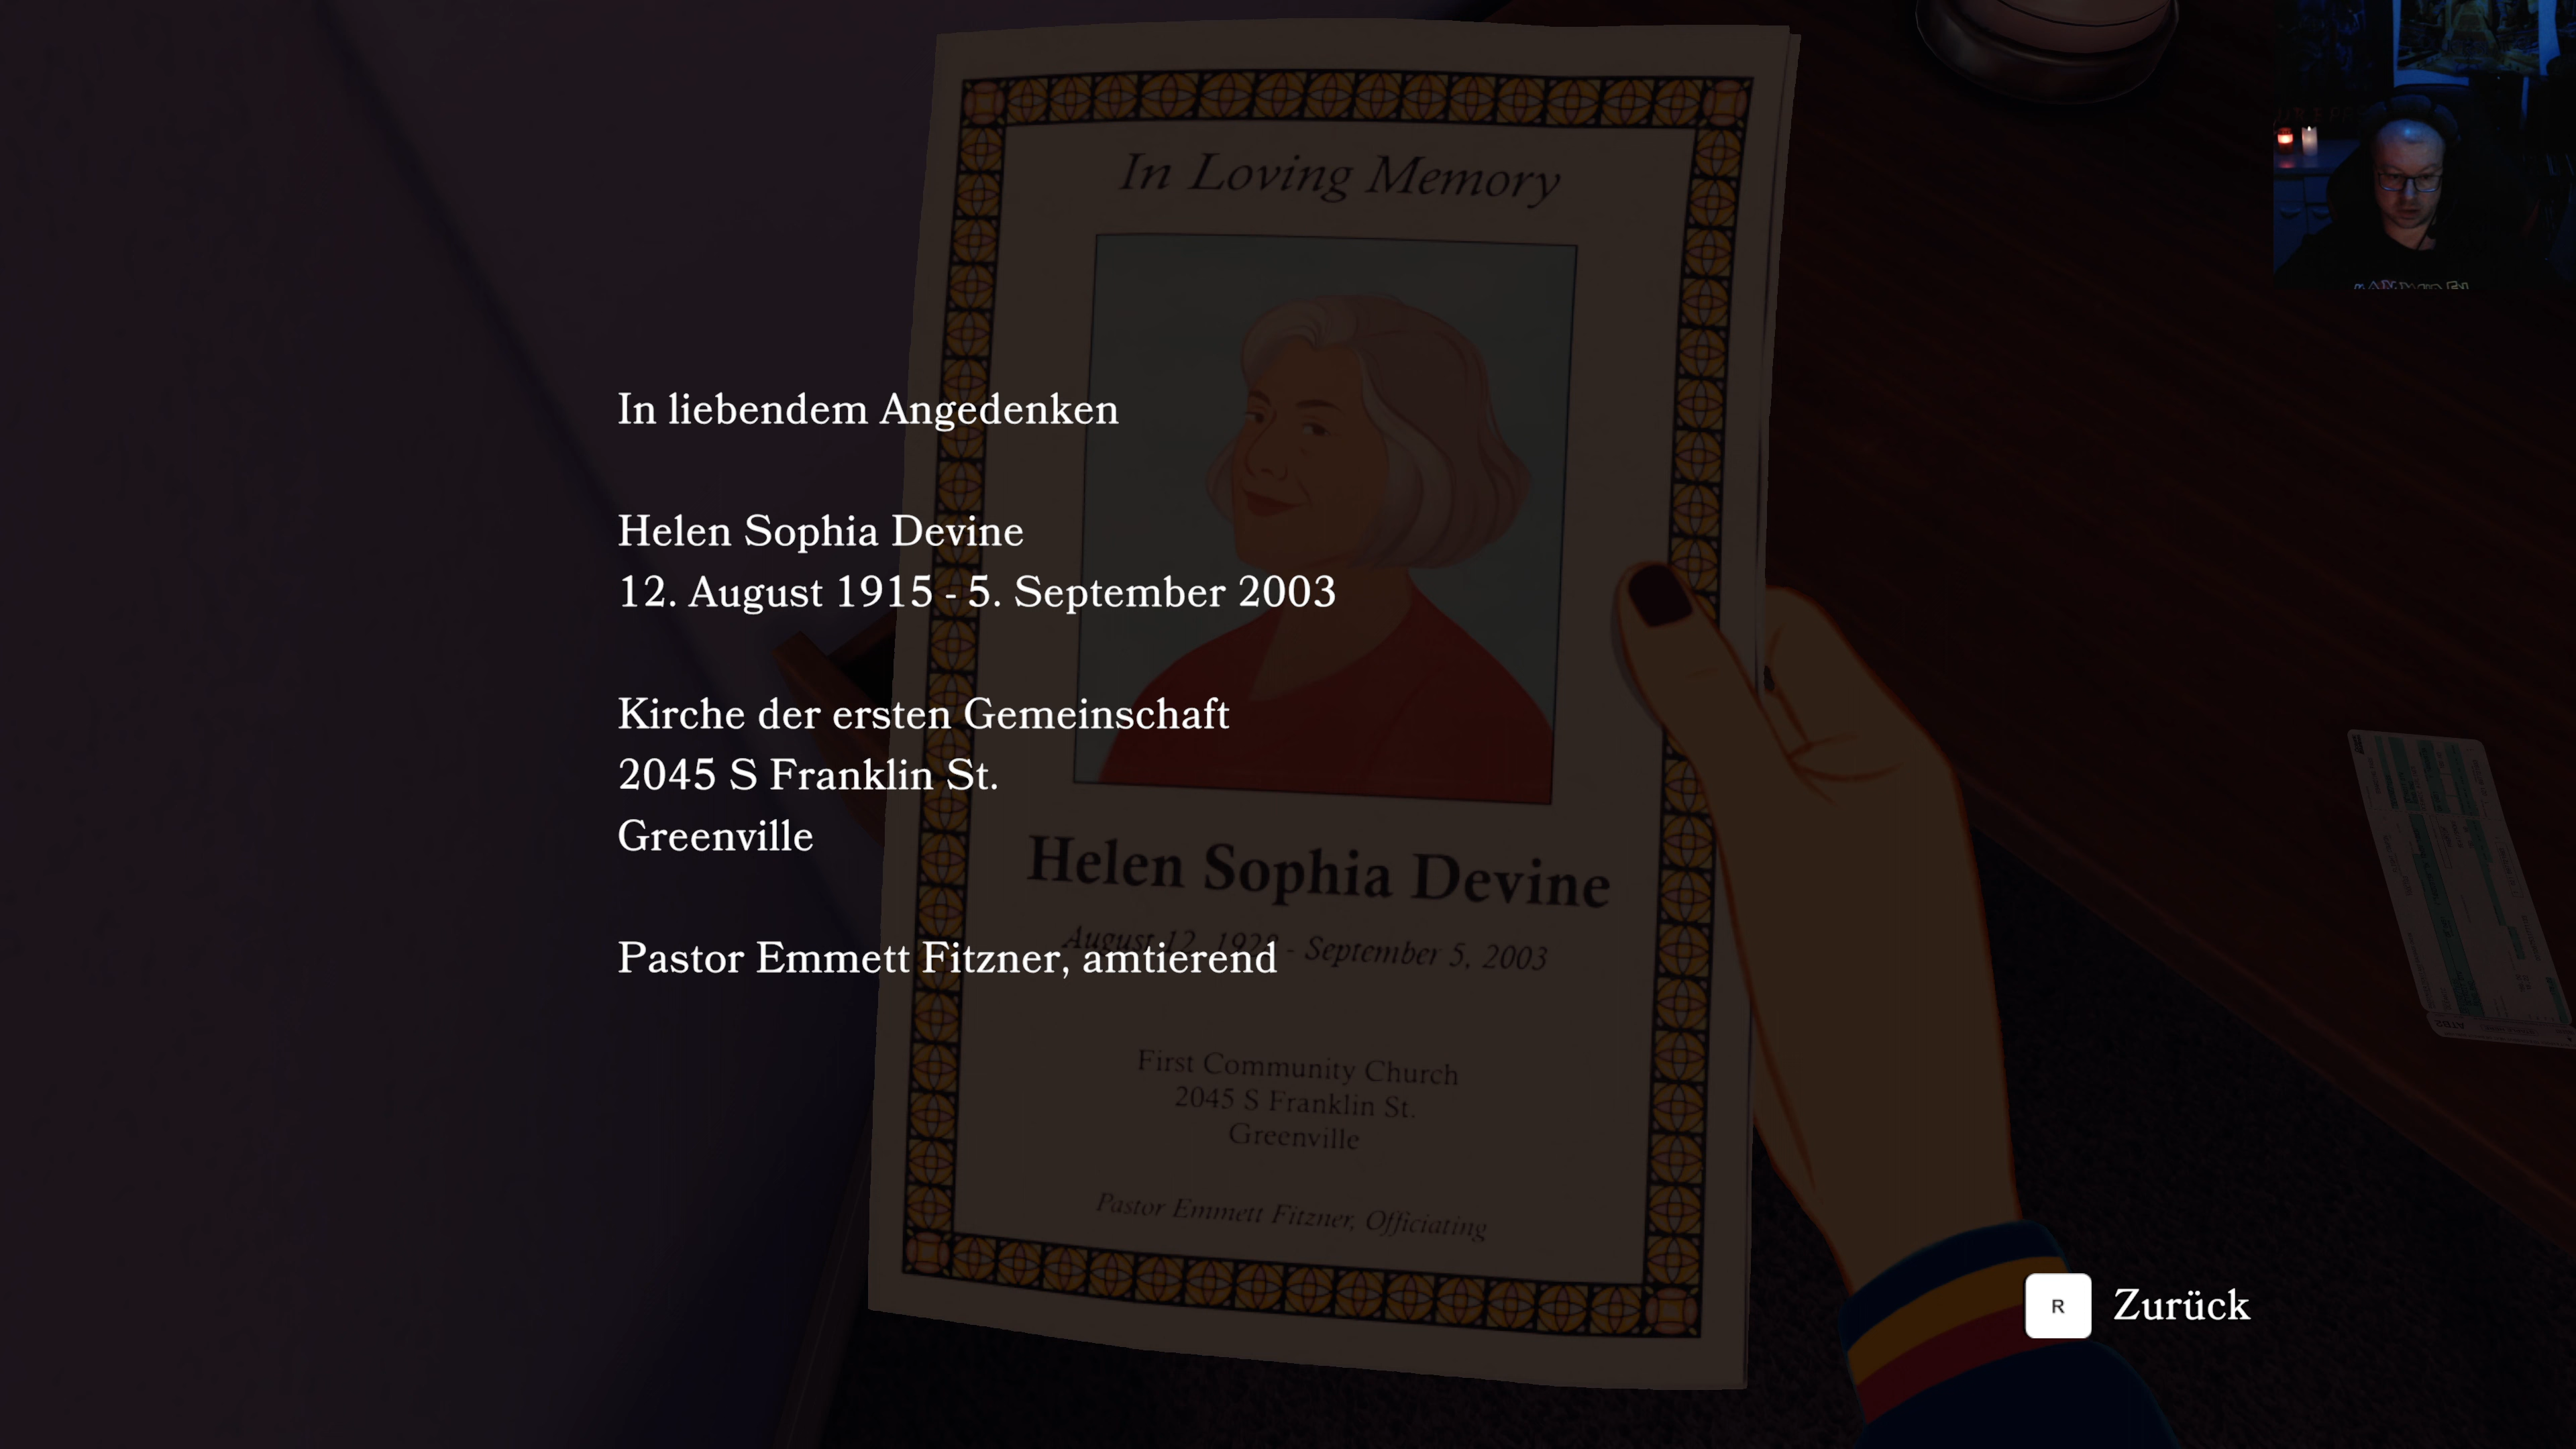 In liebendem Angedenken
Helen Sophia Devine
12. August 1915 - 5. September 2003
Kirche der ersten Gemeinschaft
2045 S Franklin St.
Greenville
Pastor Emmett Fitzner, amtierend
In Loving Memory
Helen Sophia Devine
August 12, - September 5, 2003
First Community Church
2045 S Franklin St.
Greenville
Pastor Emmett Fitzner, Officiating
R Zurück